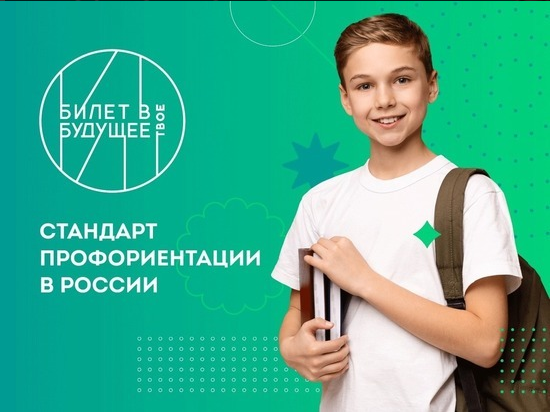 БИЛЕТ В
БУДУЩЕЕ
ТВОЕ
СТАНДАРТ
ПРОФОРИЕНТАЦИИ
В РОССИИ